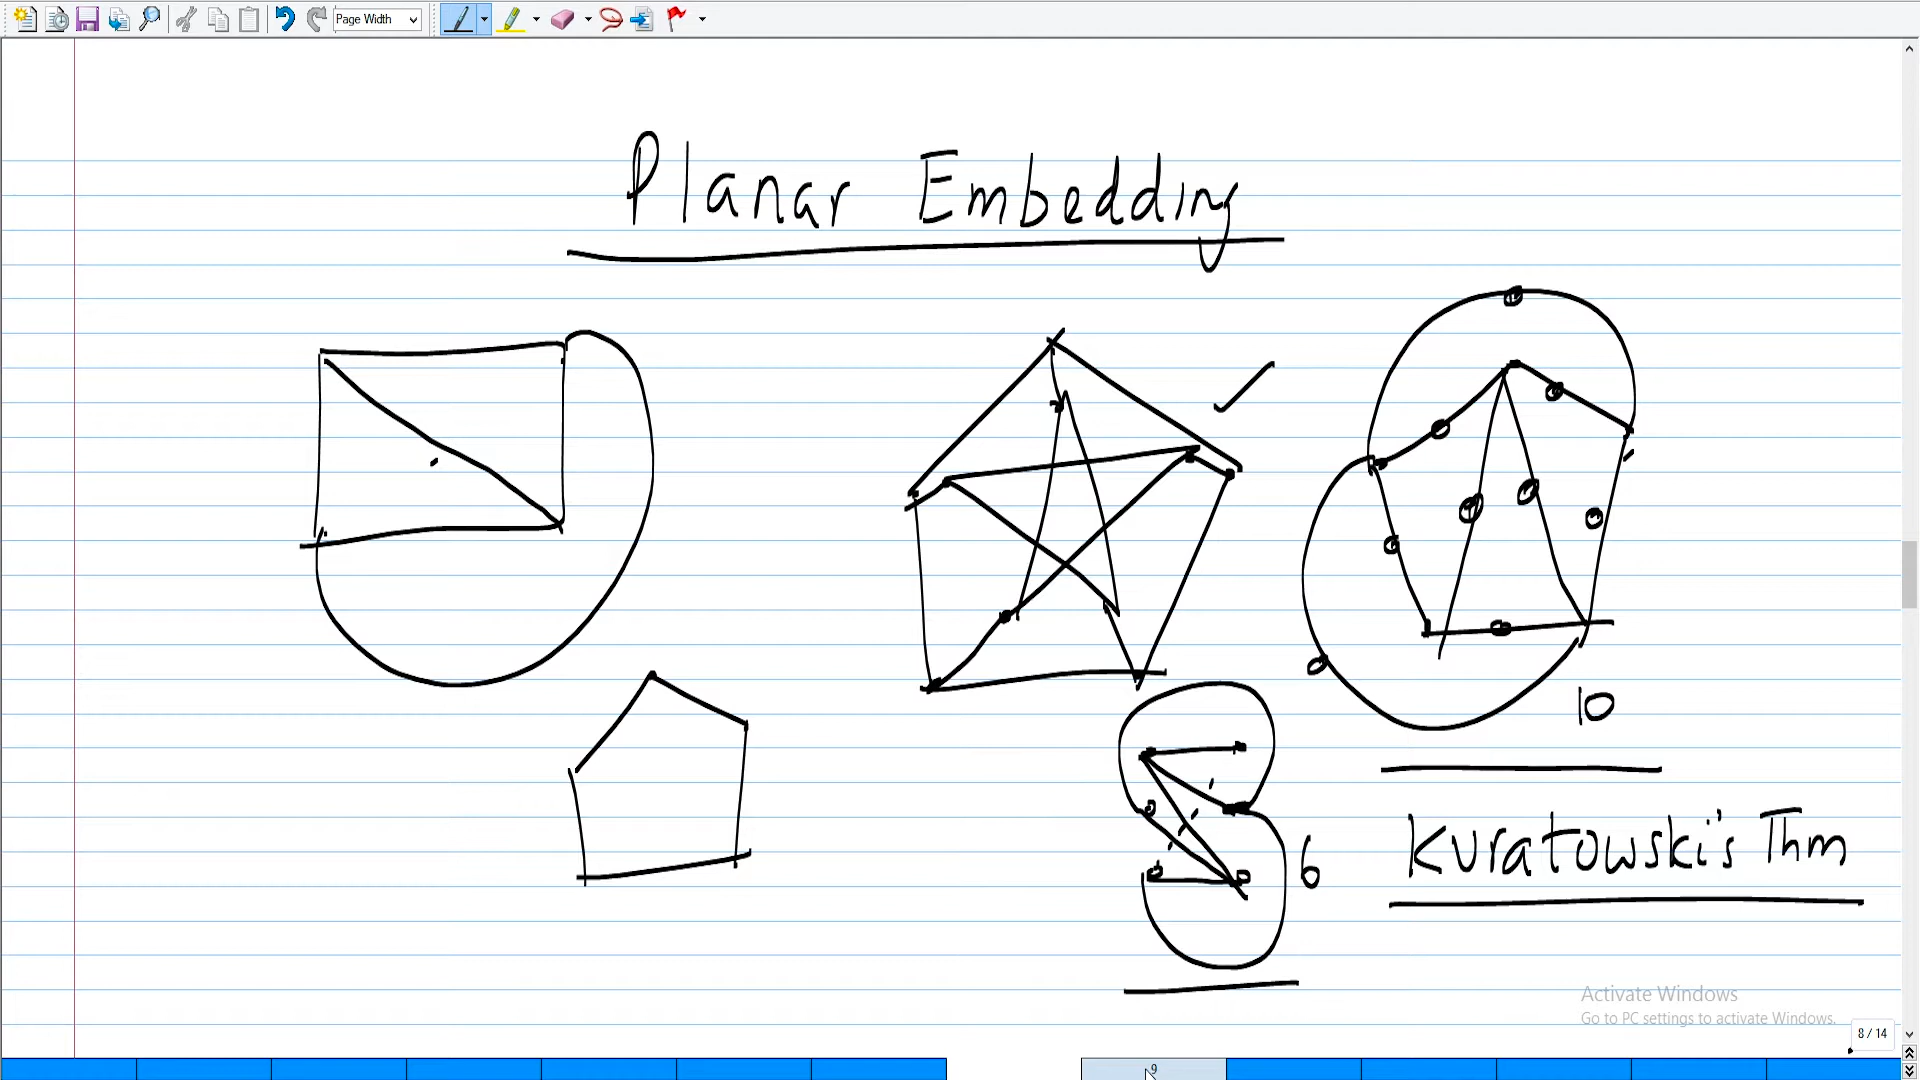 Page Width
Planar Embedding
10
6
Kuratowski's Thm
Activate Windows
Go to PC settings to activate Windows.
8 / 14
9